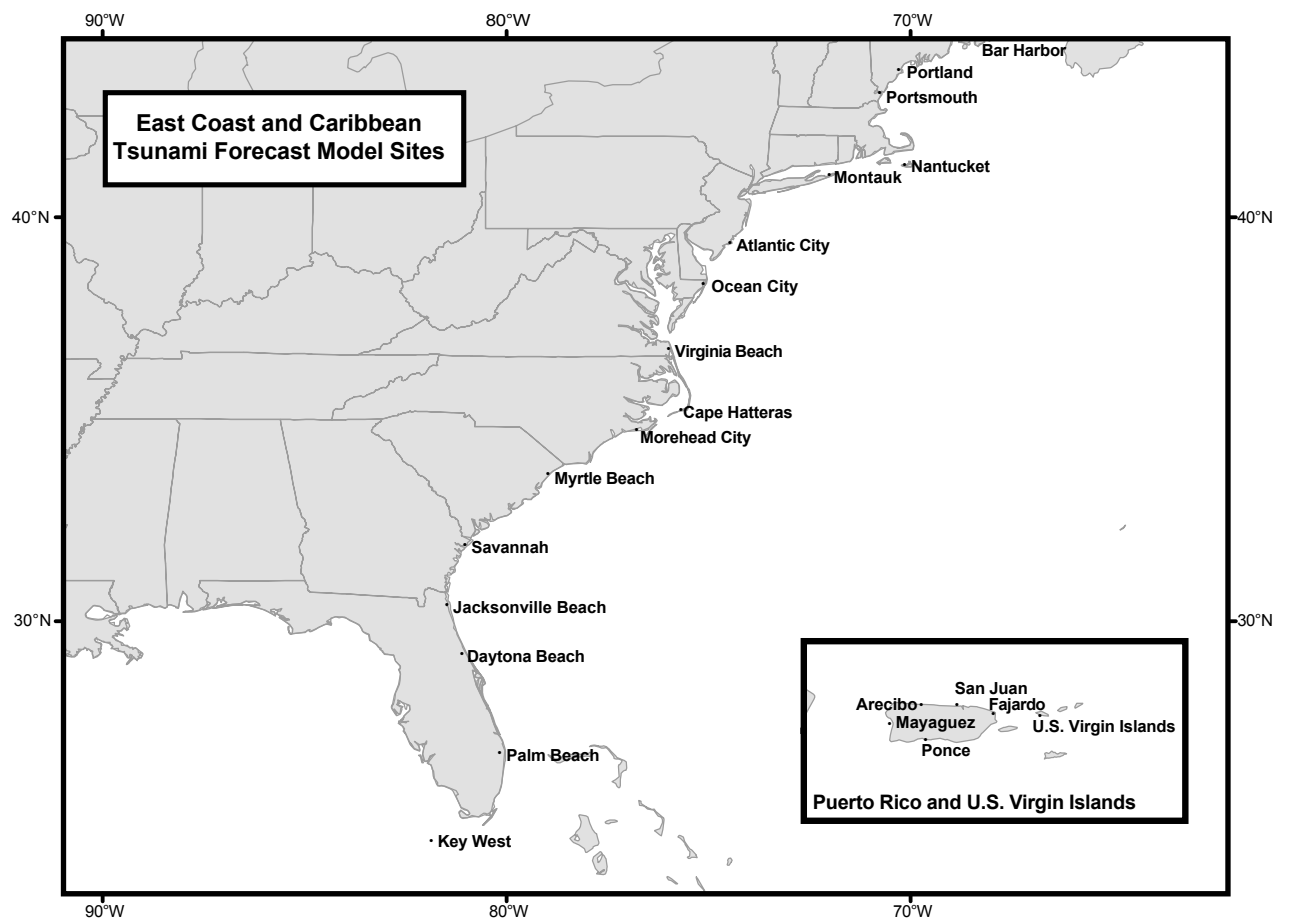 90°W
80°W
70°W
Bar Harbor
Portland
Portsmouth
East Coast and Caribbean
Tsunami Forecast Model Sites
Nantucket
Montauk
40°N
40°N
Atlantic City
Ocean City
Virginia Beach
Cape Hatteras
Morehead City
Myrtle Beach
Savannah
Jacksonville Beach
30°N
30°N
Daytona Beach
San Juan
Arecibo
Fajardo
Mayaguez
U.S. Virgin Islands
Ponce
Palm Beach
Puerto Rico and U.S. Virgin Islands
Key West
90°W
80°W
70°W